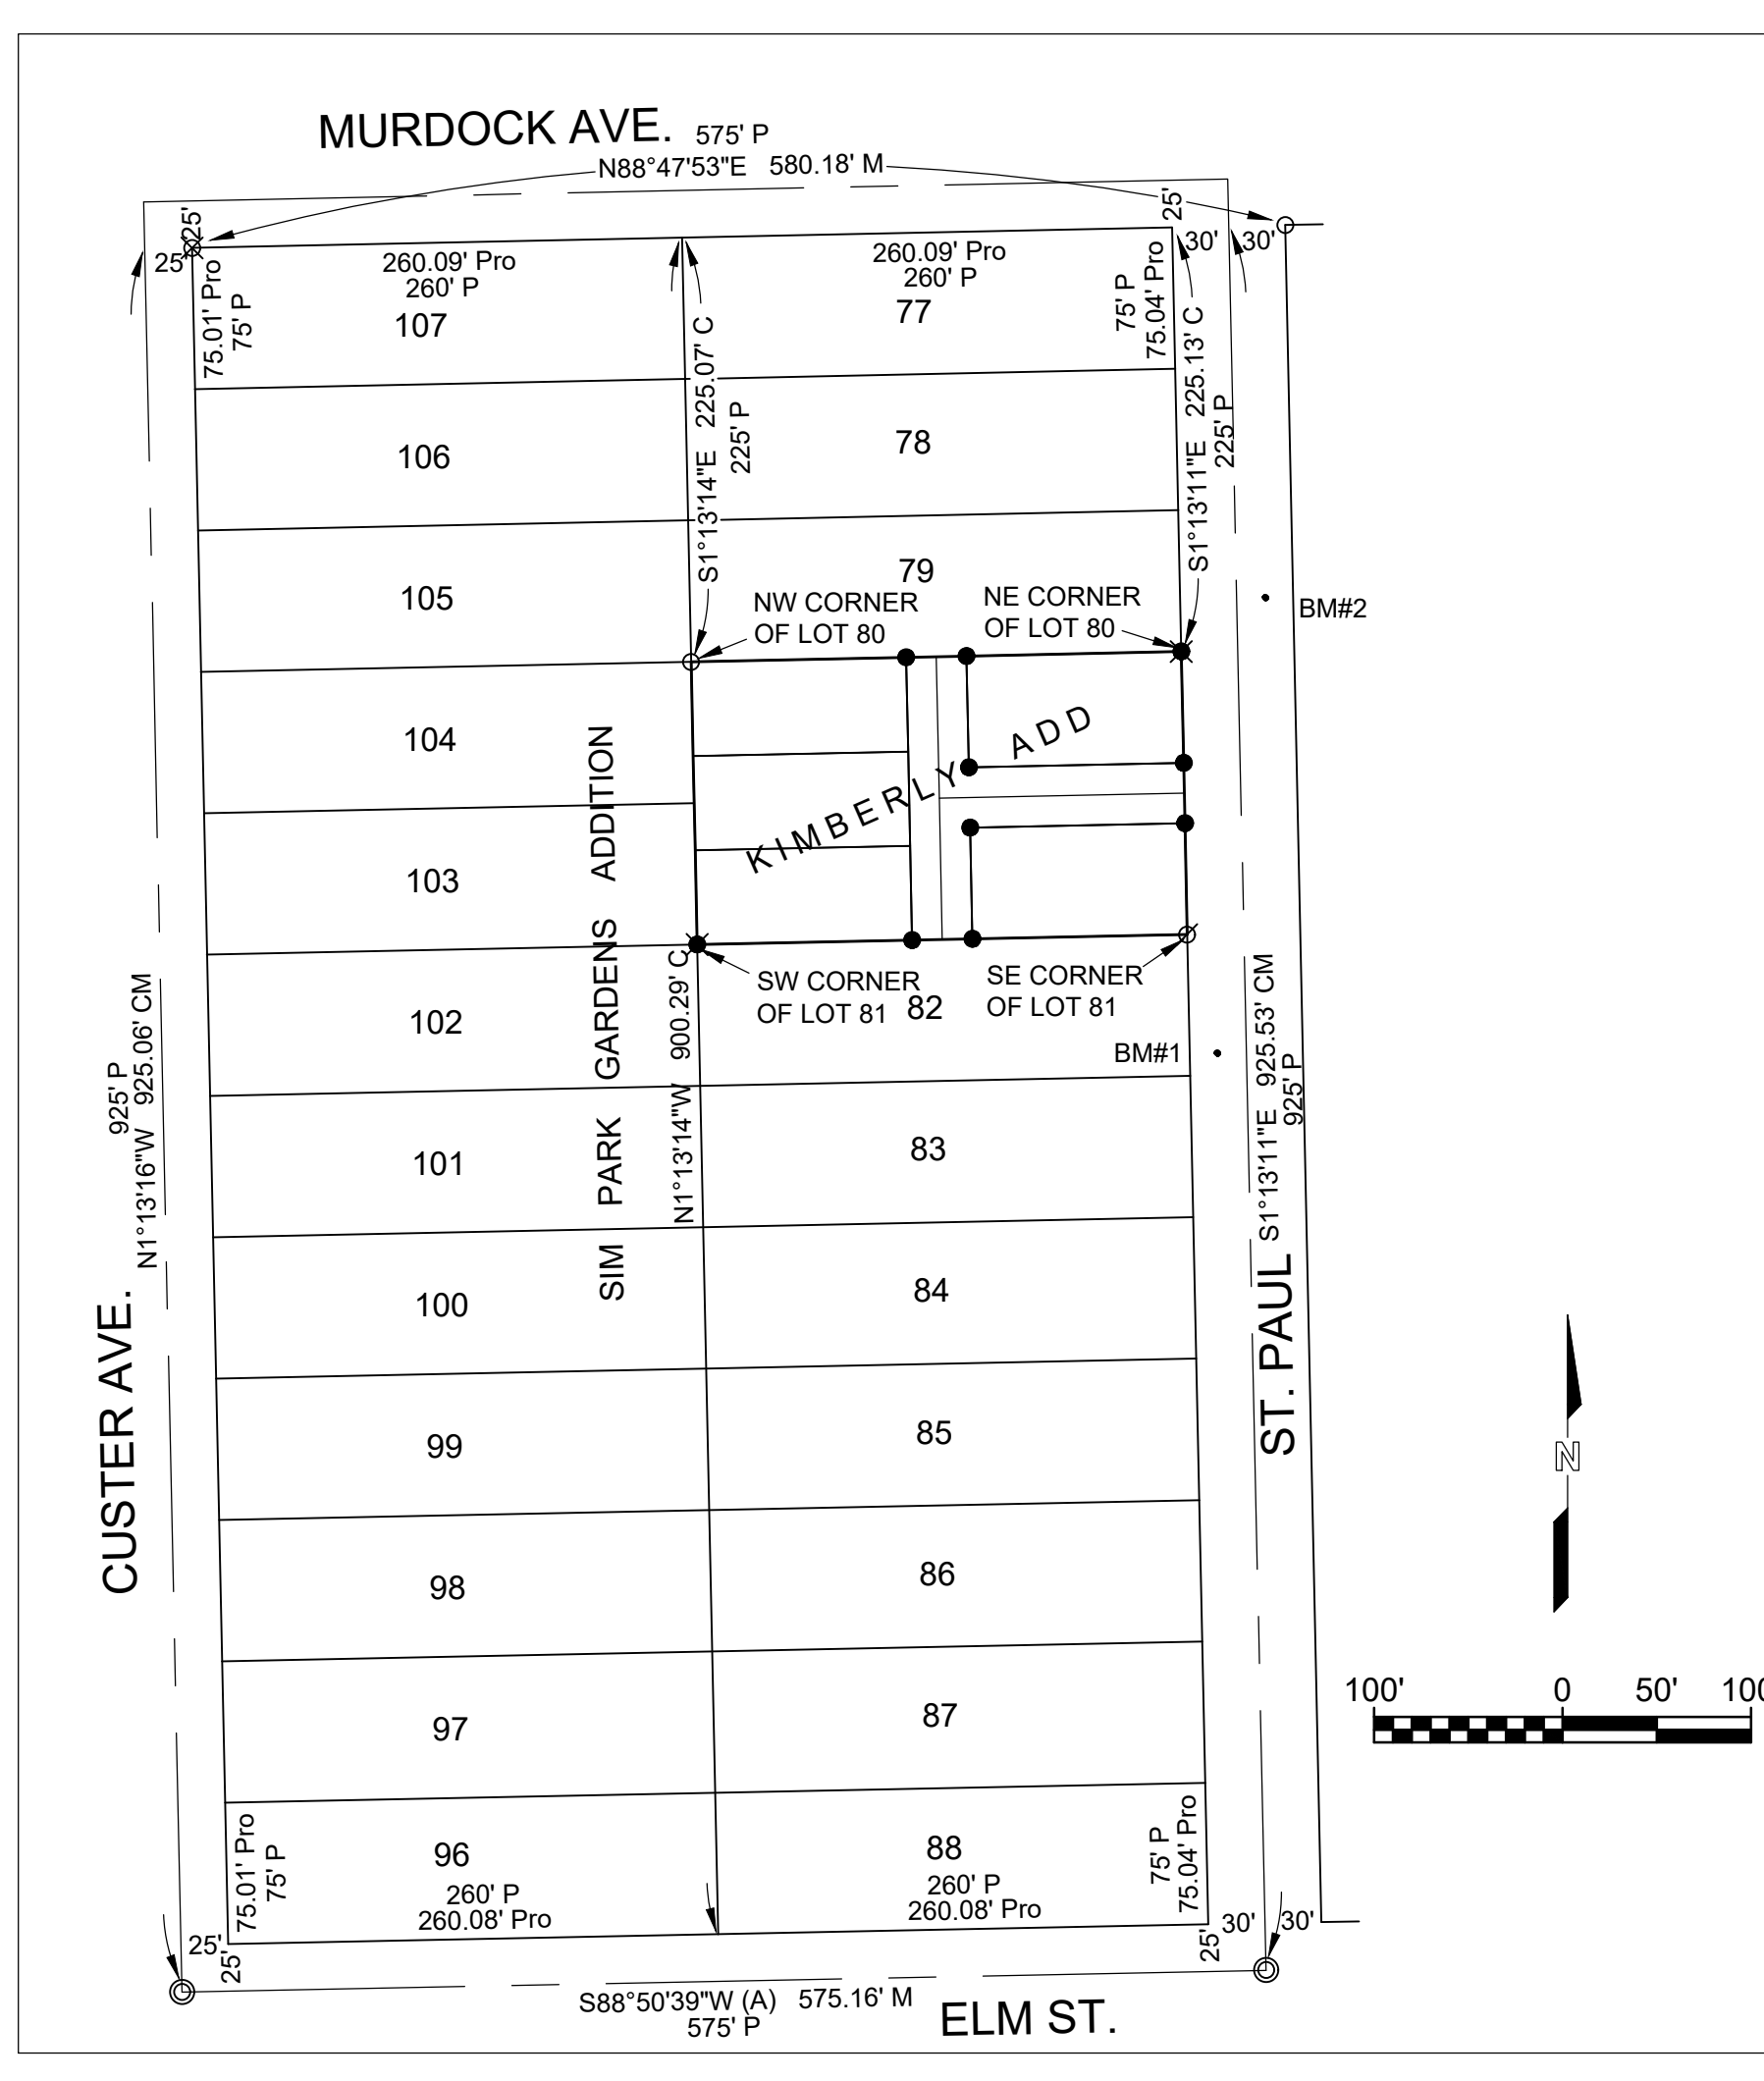 MURDOCK AVE.
575' P
N88°47'53"E 580.18' M
25'
25'
25'
30'
30'
260.09' Pro
260' P
107
75.01' Pro
75' P
260.09' Pro
260' P
77
75' P
75.04' Pro
S1°13'14"E 225.07' C
225' P
S1°13'11"E 225.13' C
225' P
106
78
105
79
NW CORNER
OF LOT 80
NE CORNER
OF LOT 80
BM#2
104
KIMBERLY ADD
103
SIM PARK GARDENS ADDITION
SW CORNER
OF LOT 81
SE CORNER
OF LOT 81
82
102
N1°13'14"W 900.29' C
BM#1
925' P
N1°13'16"W 925.06' CM
S1°13'11"E 925.53' CM
925' P
101
83
100
84
CUSTER AVE.
ST. PAUL
99
85
N
98
86
97
87
100'
0
50'
96
260' P
260.08' Pro
75.01' Pro
75' P
88
260' P
260.08' Pro
75' P
75.04' Pro
25'
25'
25'
30'
30'
S88°50'39"W (A) 575.16' M
575' P
ELM ST.